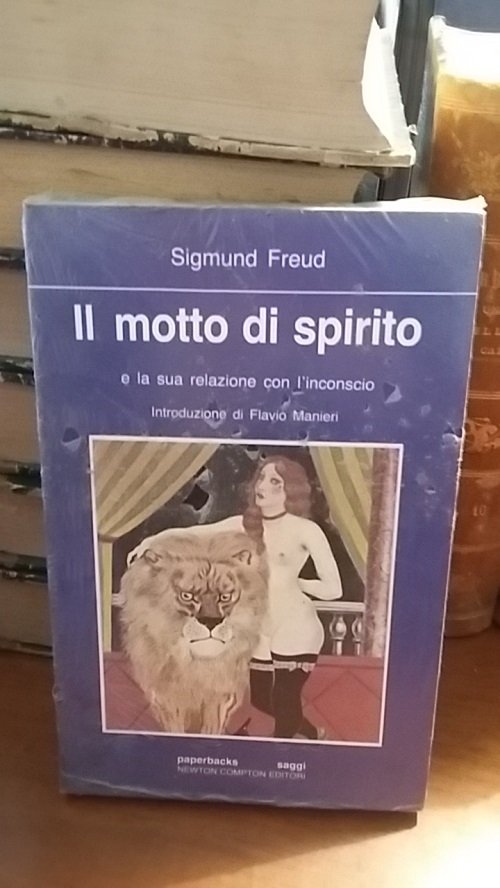 Sigmund Freud
Il motto di spirito
e la sua relazione con l'inconscio
Introduzione di Flavio Manieri
paperbacks saggi
NEWTON COMPTON EDITORI